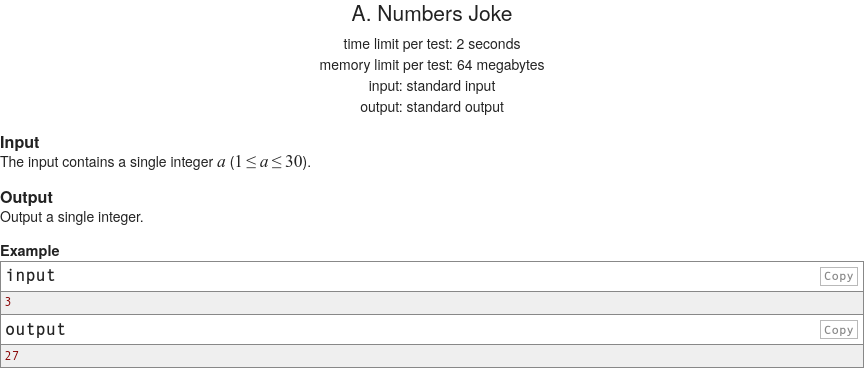 A. Numbers Joke
time limit per test: 2 seconds
memory limit per test: 64 megabytes
input: standard input
output: standard output
Input
The input contains a single integer a (1 ≤ a ≤ 30).
Output
Output a single integer.
Example
input
Copy
3
output
Copy
27